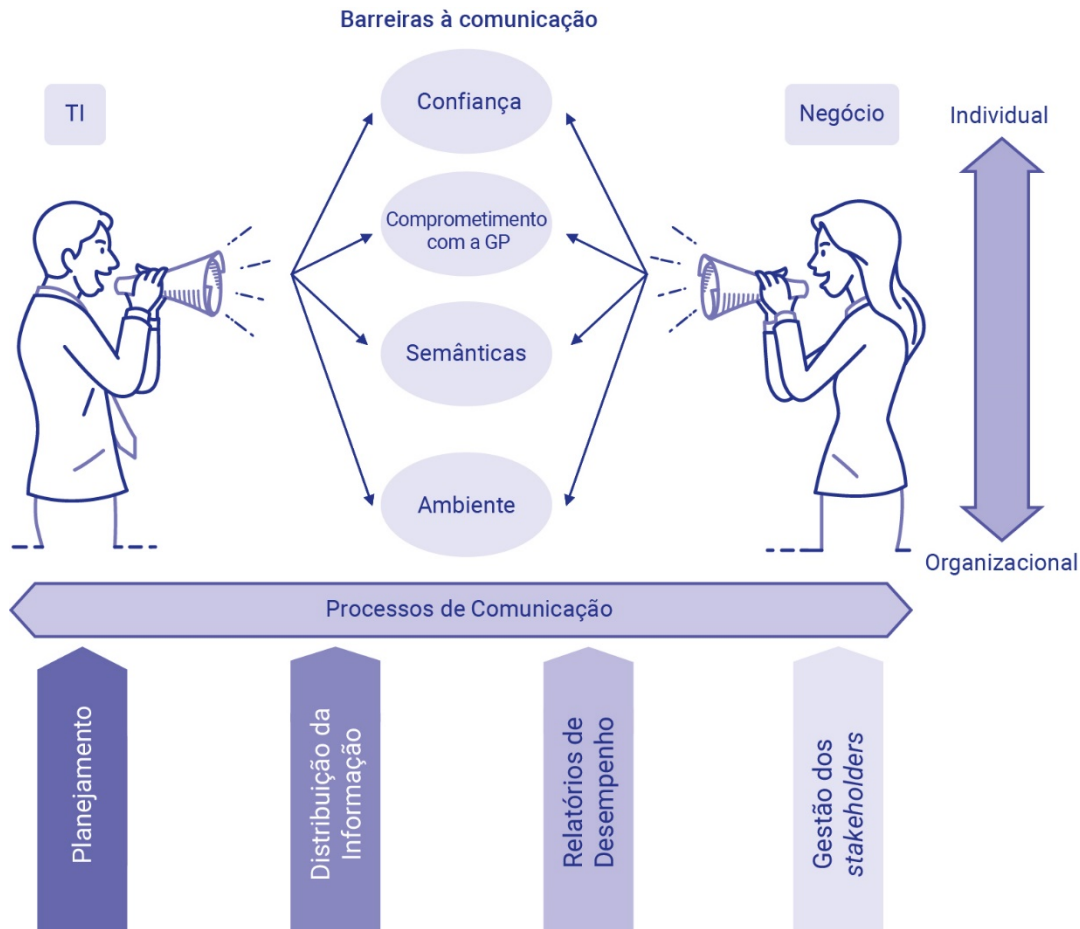 Barreiras à comunicação
TI
Confiança
Negócio
Individual
Comprometimento
com a GP
Semânticas
Ambiente
Organizacional
Processos de Comunicação
Planejamento
Distribuição da
Informação
Relatórios de
Desempenho
Gestão dos
stakeholders